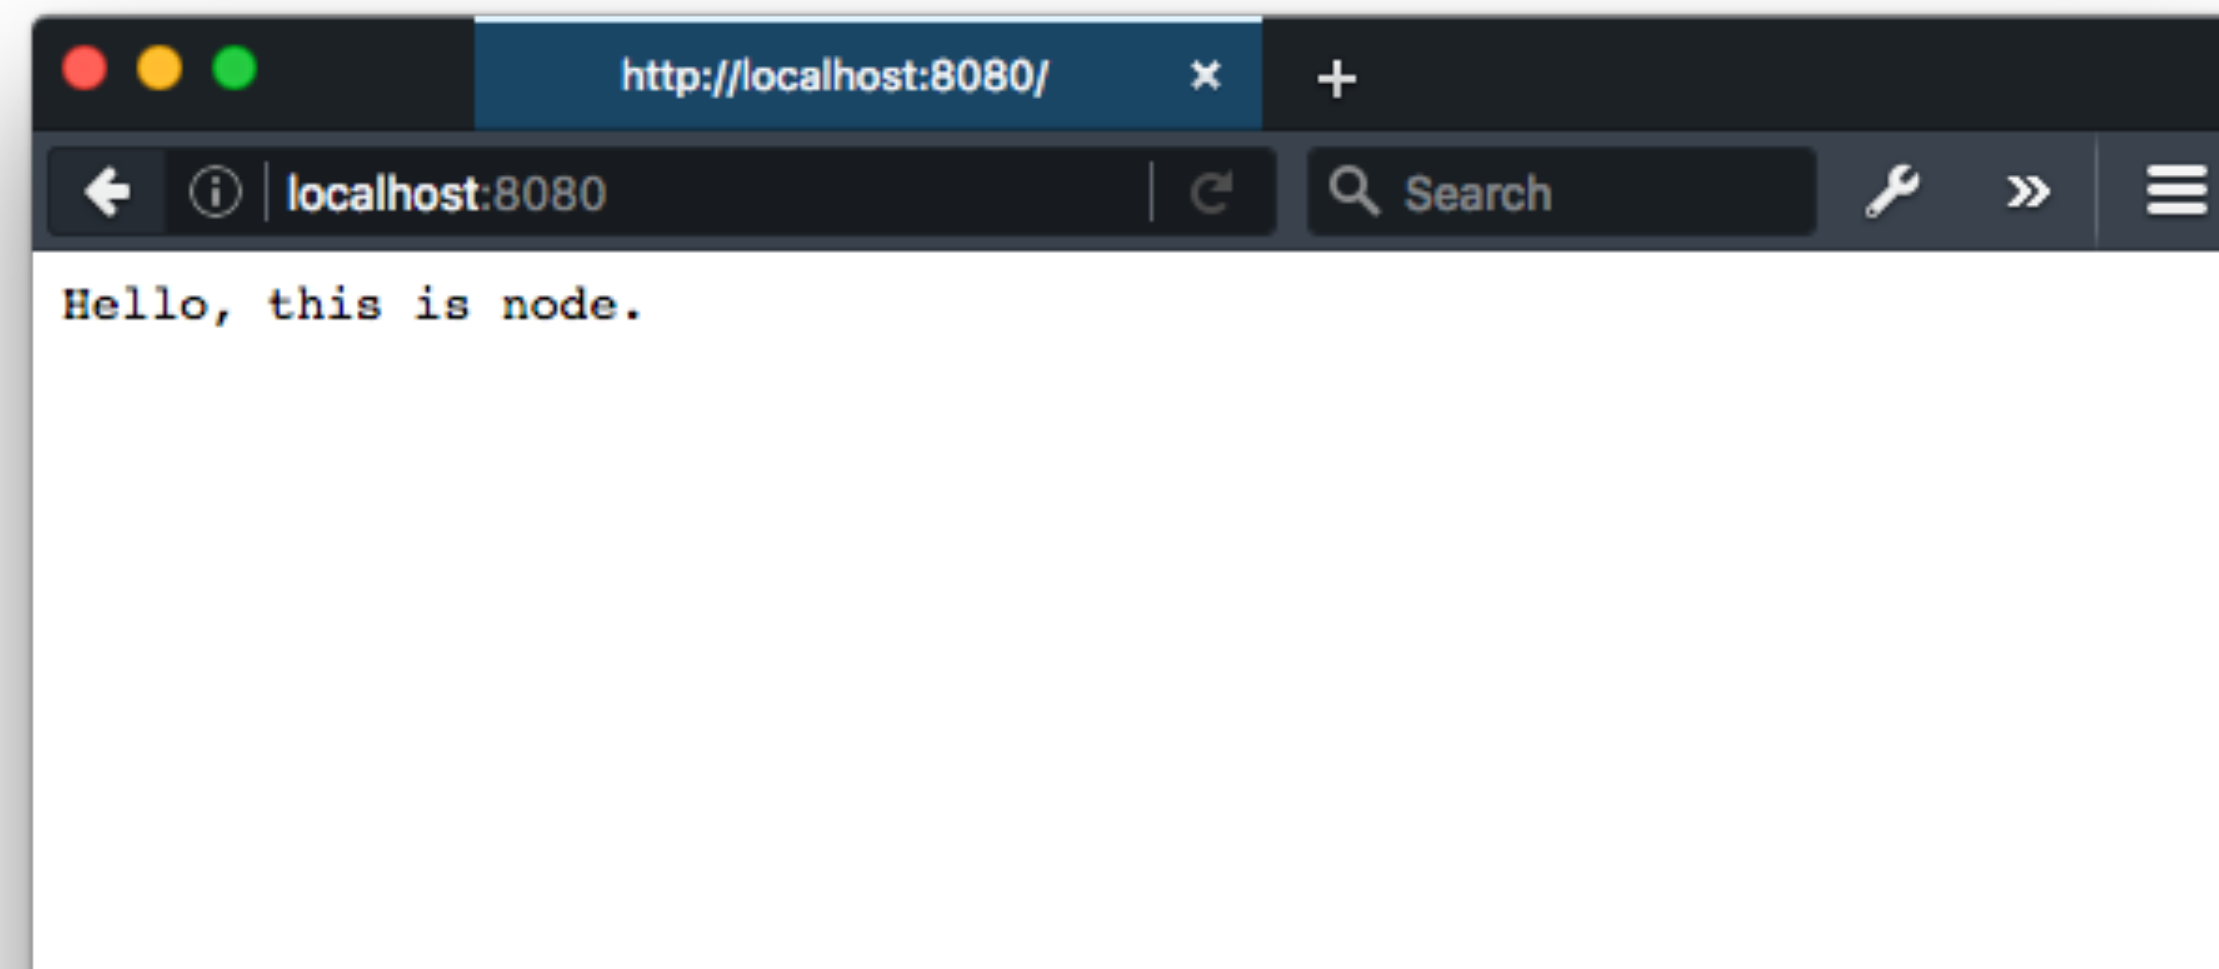 http://localhost:8080/
localhost:8080 Search
Hello, this is node.